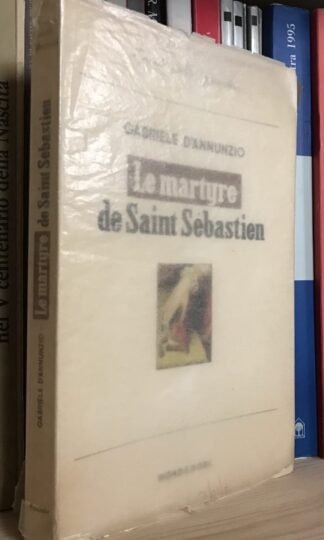 GABRIELE D'ANNUNZIO
Le martyre
de Saint Sebastien
MONDADORI
GABRIELE D'ANNUNZIO
Le martyre de Saint Sebastien
nel V centenario della Nascita
1995